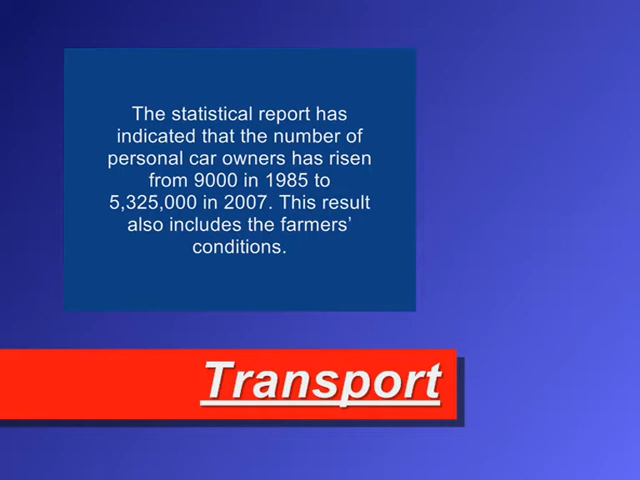 The statistical report has
indicated that the number of
personal car owners has risen
from 9000 in 1985 to
5,325,000 in 2007. This result
also includes the farmers’
conditions.
Transport